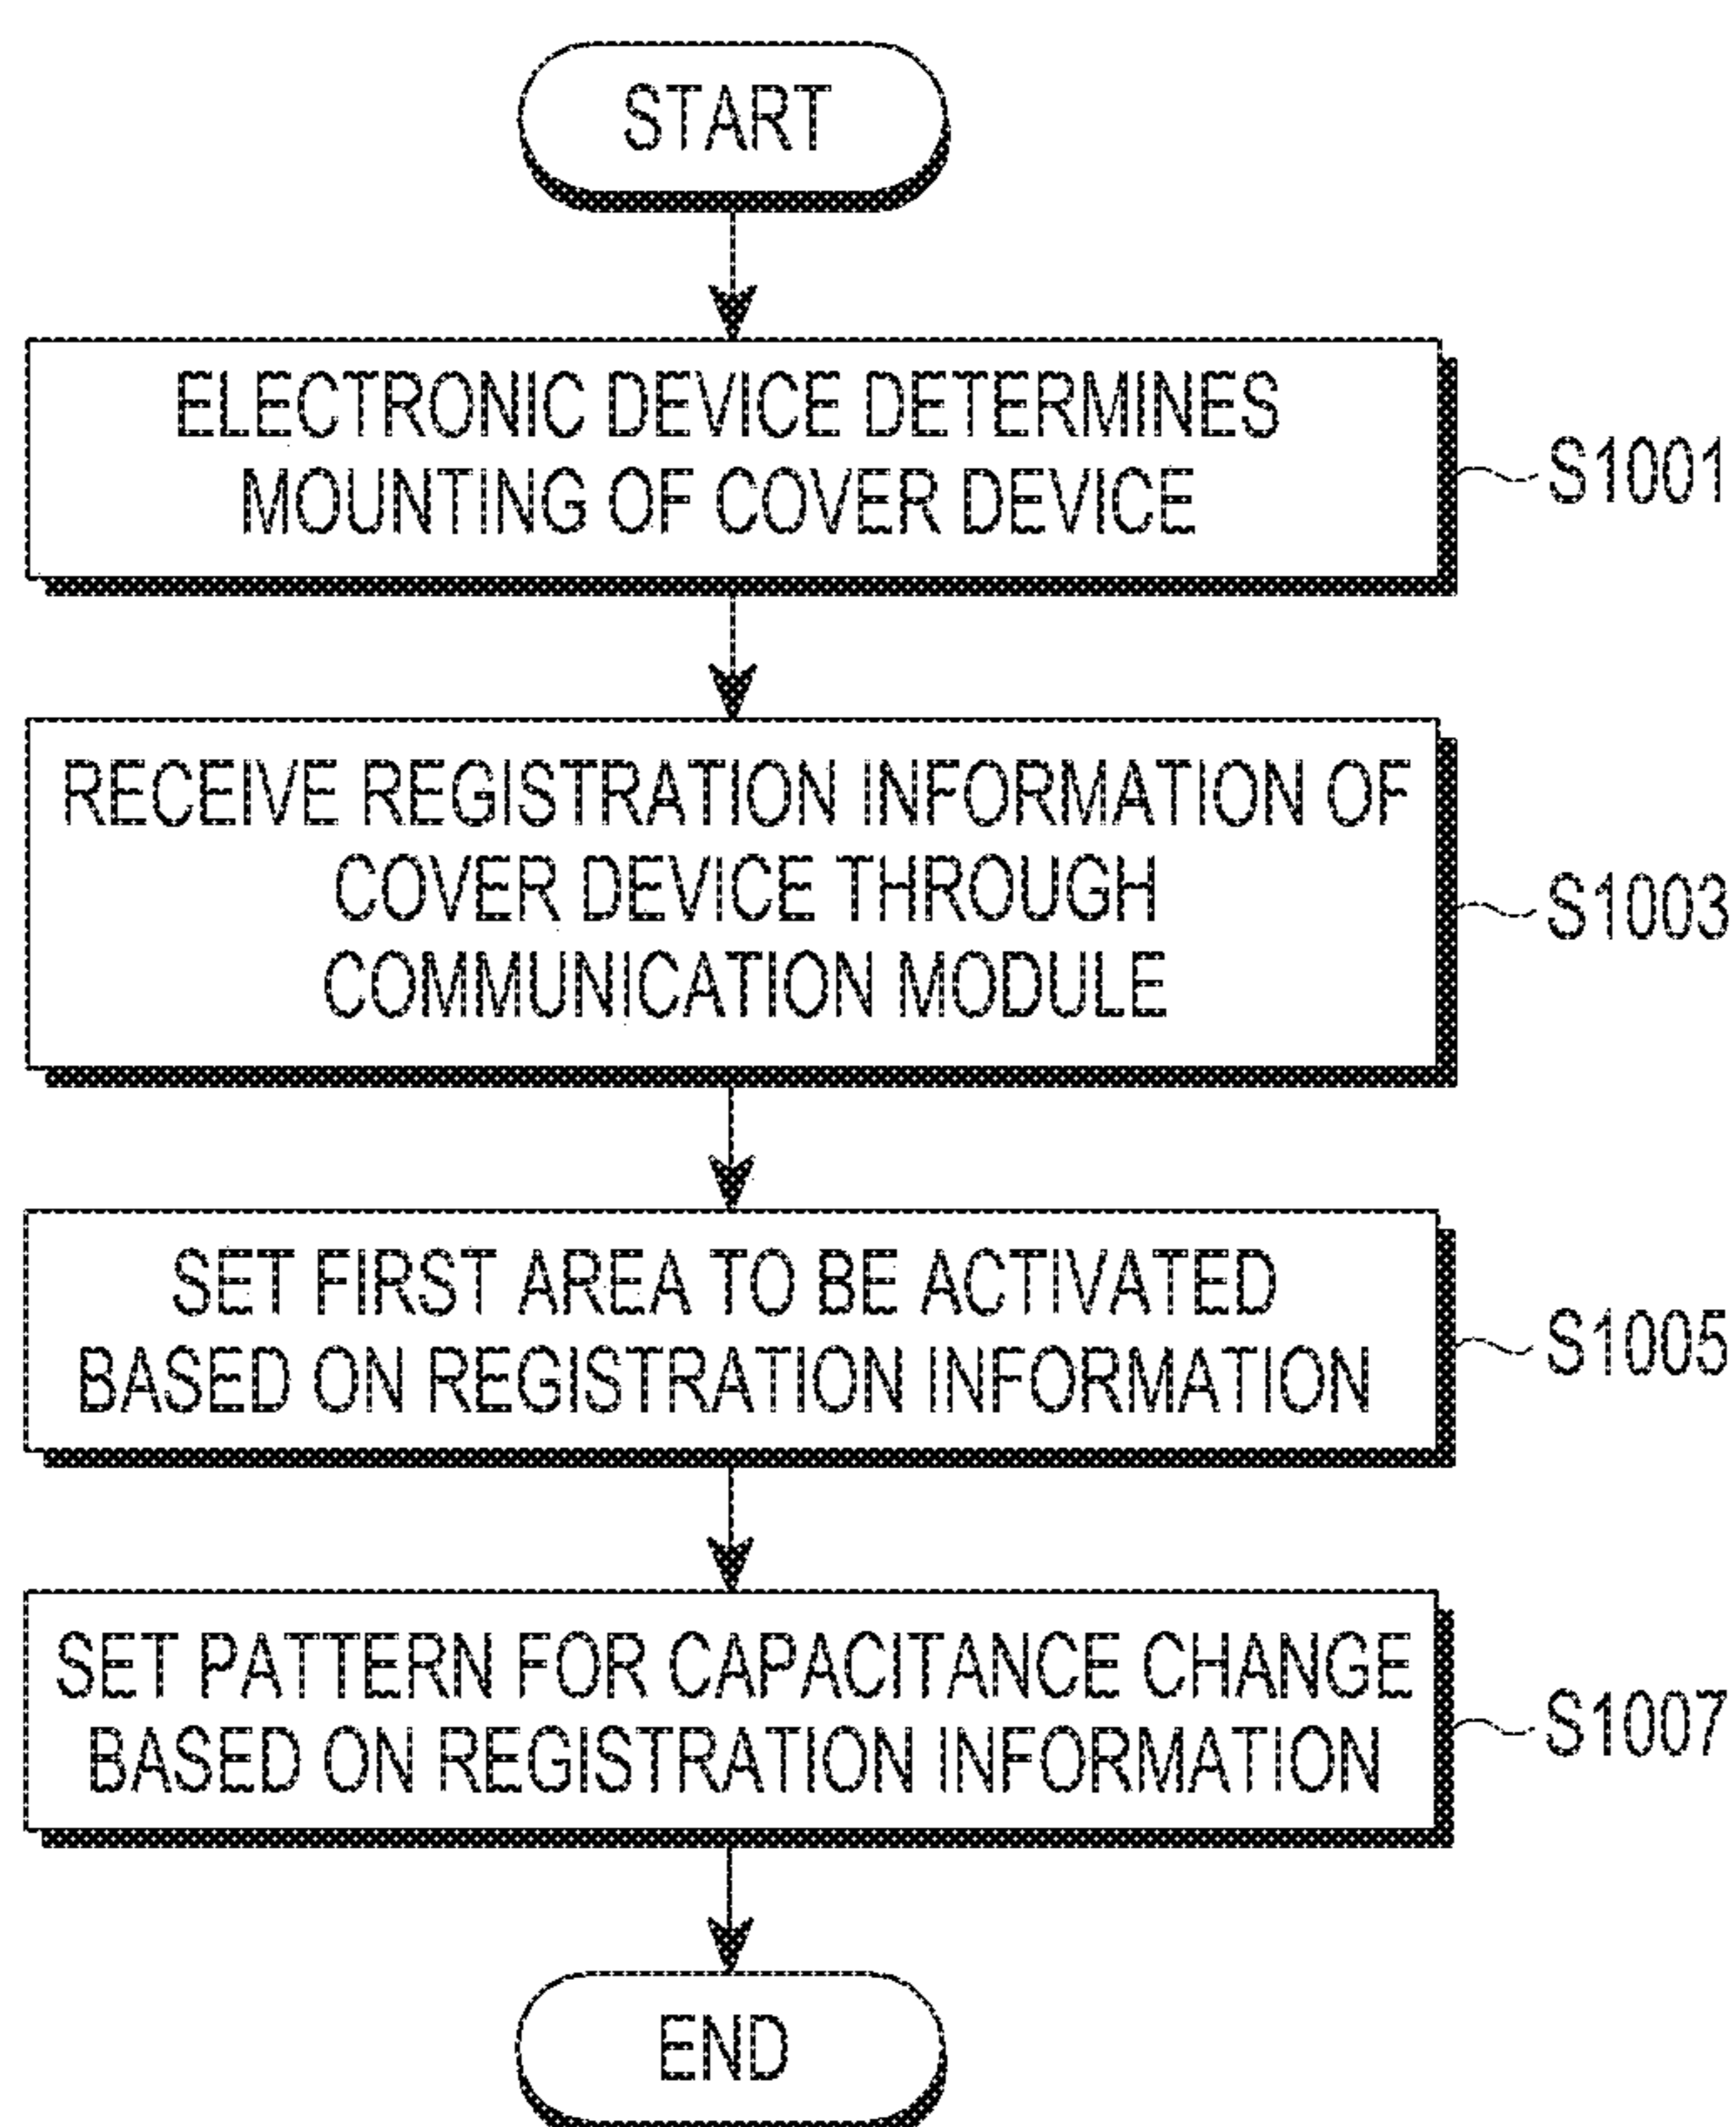 START
ELECTRONIC DEVICE DETERMINES
MOUNTING OF COVER DEVICE
S1001
RECEIVE REGISTRATION INFORMATION OF
COVER DEVICE THROUGH
COMMUNICATION MODULE
S1003
SET FIRST AREA TO BE ACTIVATED
BASED ON REGISTRATION INFORMATION
S1005
SET PATTERN FOR CAPACITANCE CHANGE
BASED ON REGISTRATION INFORMATION
S1007
END